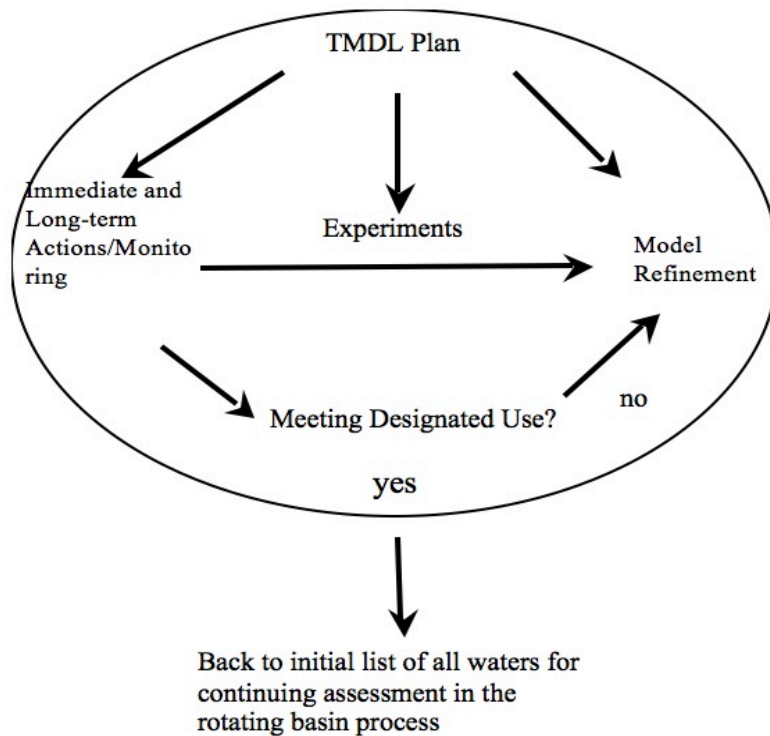 TMDL Plan
Immediate and
Long-term
Actions/Monito
ring
Experiments
Model
Refinement
Meeting Designated Use?
no
yes
Back to initial list of all waters for
continuing assessment in the
rotating basin process